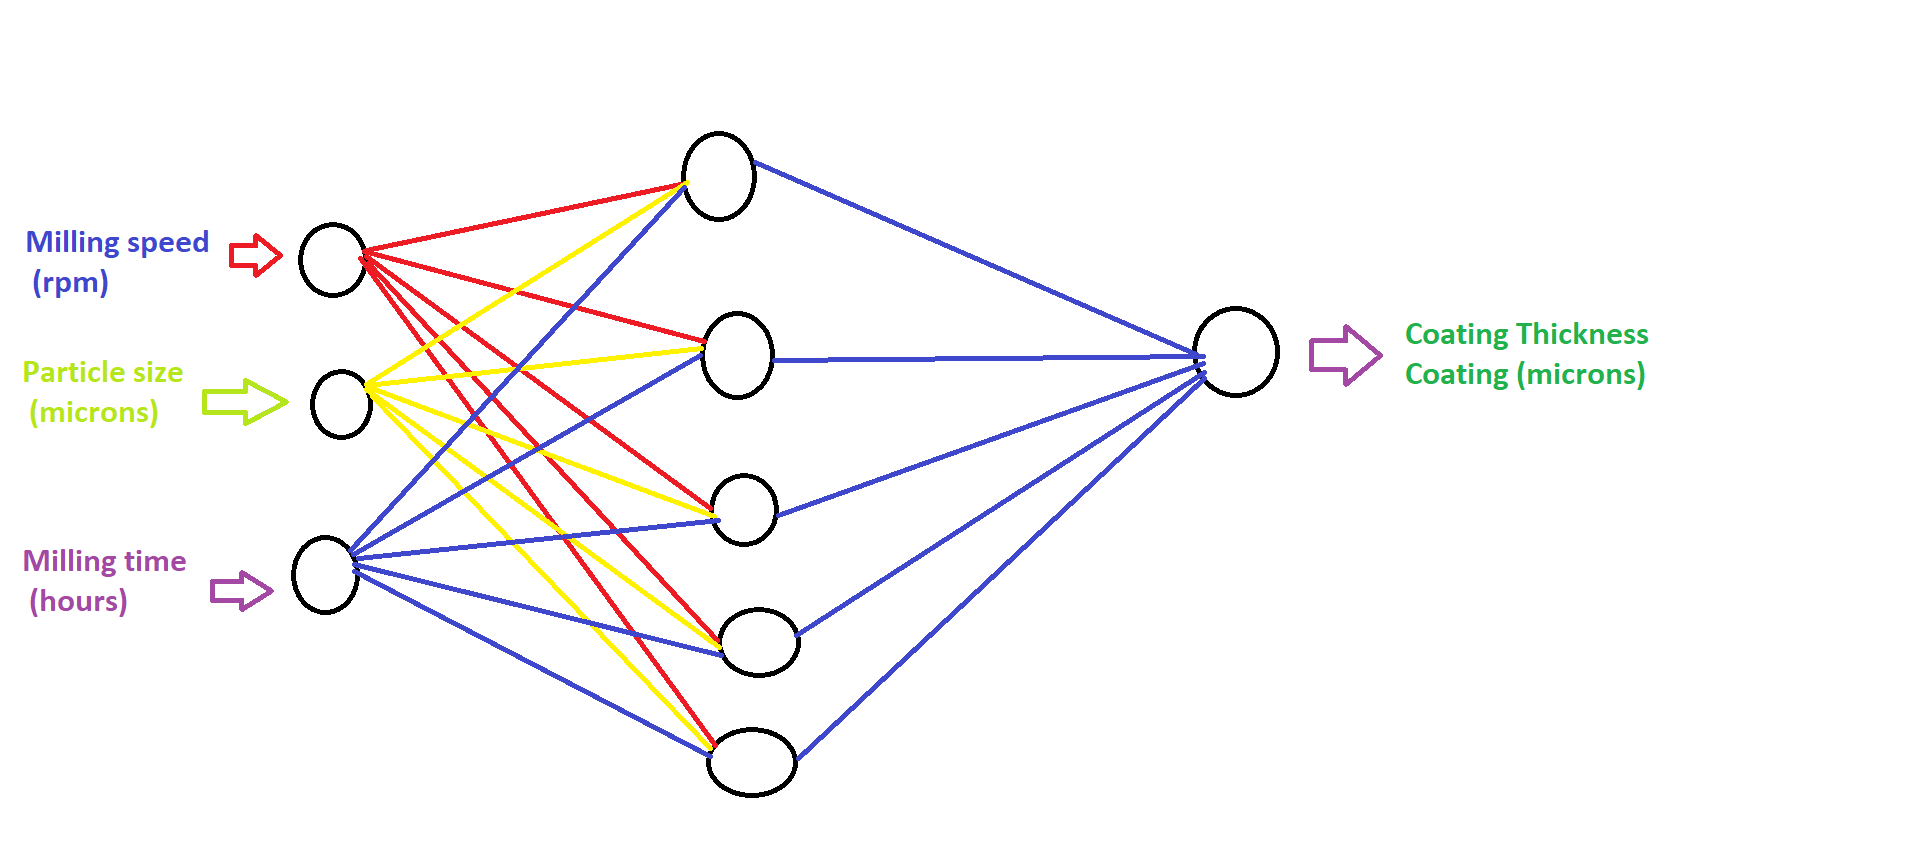 Milling speed
(rpm)
Particle size
(microns)
Milling time
(hours)
Coating Thickness
Coating (microns)